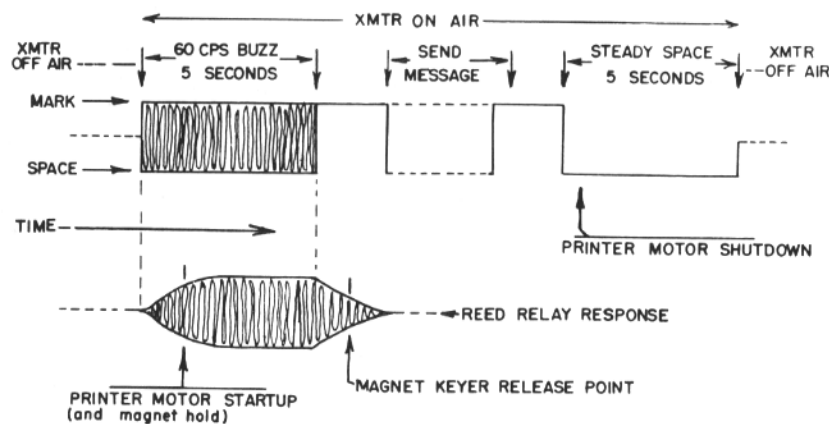 XMTR ON AIR
XMTR
OFF AIR
60 CPS BUZZ
5 SECONDS
SEND
MESSAGE
STEADY SPACE
5 SECONDS
XMTR
OFF AIR
MARK
SPACE
TIME
PRINTER MOTOR SHUTDOWN
REED RELAY RESPONSE
MAGNET KEYER RELEASE POINT
PRINTER MOTOR STARTUP
(and magnet hold)